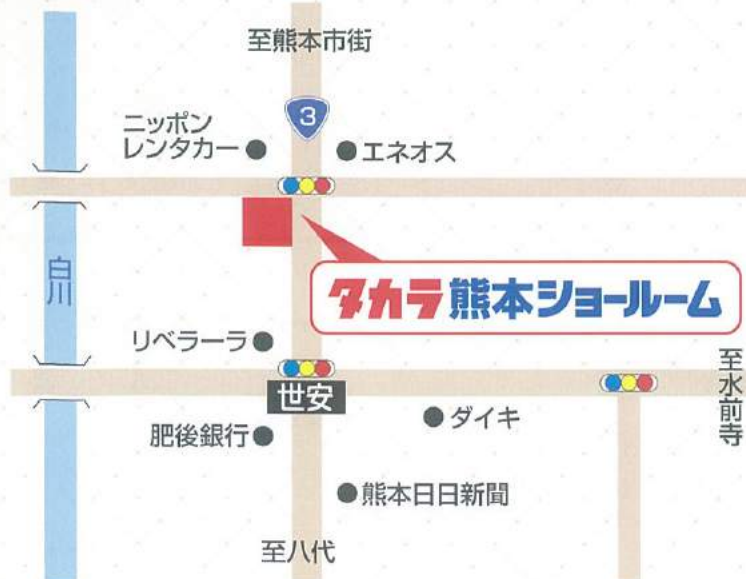 至熊本市街
3
ニッポン
レンタカー
エネオス
白川
タカラ熊本ショールーム
リベラーラ
世安
至水前寺
ダイキ
肥後銀行
熊本日日新聞
至八代